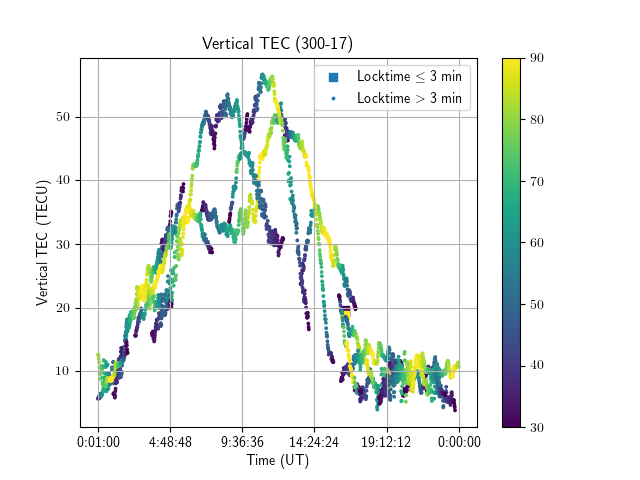 Vertical TEC (300-17)
Locktime ≤ 3 min
Locktime > 3 min
Vertical TEC (TECU)
50
40
30
20
10
0:01:00 4:48:48 9:36:36 14:24:24 19:12:12 0:00:00
Time (UT)
90
80
70
60
50
40
30